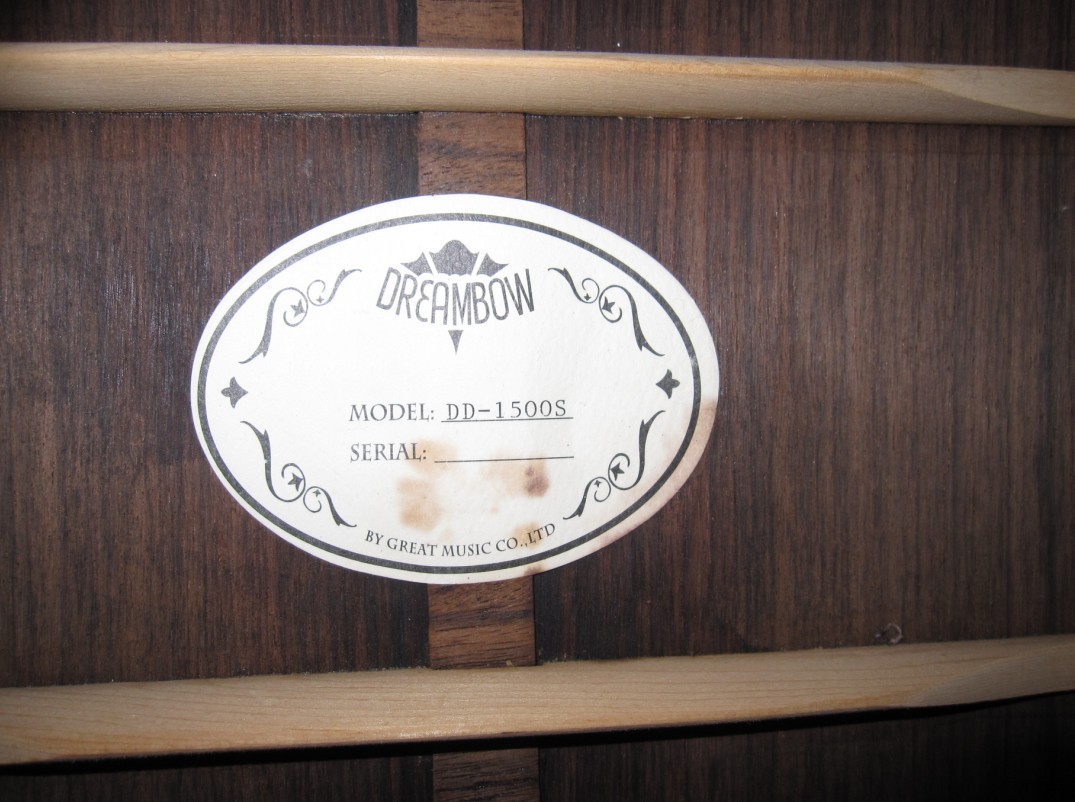 DREAMBOW
MODEL: DD-1500S
SERIAL:
BY GREAT MUSIC CO.,LTD